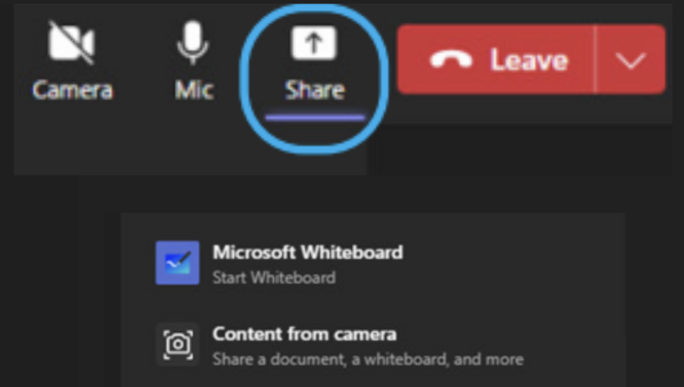 Camera Mic Share Leave
Microsoft Whiteboard
Start Whiteboard
Content from camera
Share a document, a whiteboard, and more